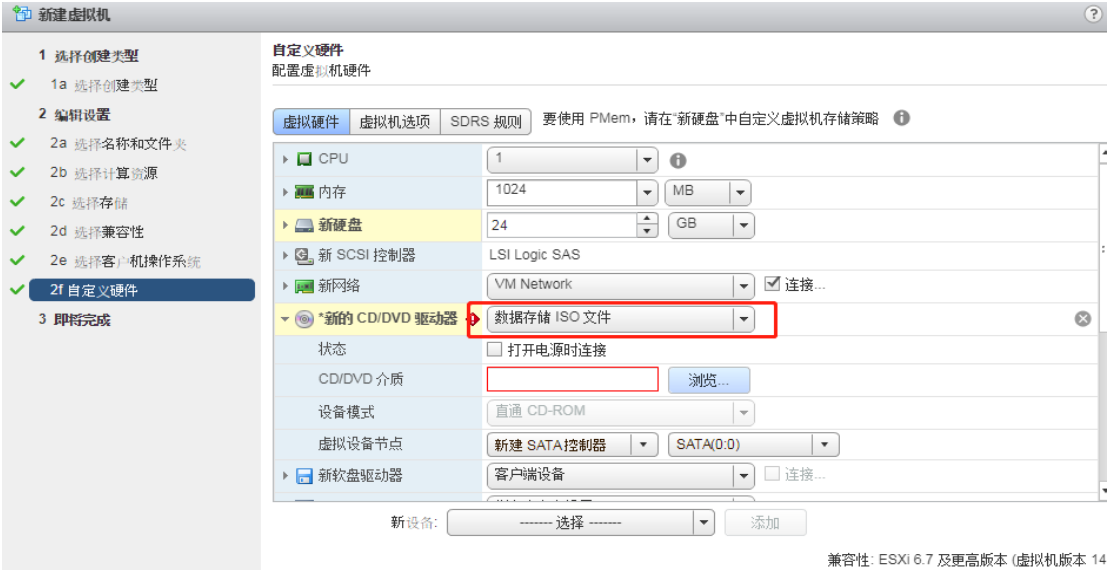 新建虚拟机
1 选择创建类型
1a 选择创建类型
2 编辑设置
2a 选择名称和文件夹
2b 选择计算资源
2c 选择存储
2d 选择兼容性
2e 选择客户机操作系统
2f 自定义硬件
3 即将完成
自定义硬件
配置虚拟机硬件
虚拟硬件 虚拟机选项 SDRS 规则 要使用 PMem，请在“新硬盘”中自定义虚拟机存储策略
CPU 1
内存 1024 MB
新硬盘 24 GB
新 SCSI 控制器 LSI Logic SAS
新网络 VM Network 连接...
*新的 CD/DVD 驱动器 数据存储 ISO 文件
状态 打开电源时连接
CD/DVD 介质 浏览...
设备模式 直通 CD-ROM
虚拟设备节点 新建 SATA控制器 SATA(0:0)
新软盘驱动器 客户端设备 连接...
新设备: ------- 选择 ------- 添加
兼容性: ESXi 6.7 及更高版本 (虚拟机版本 14